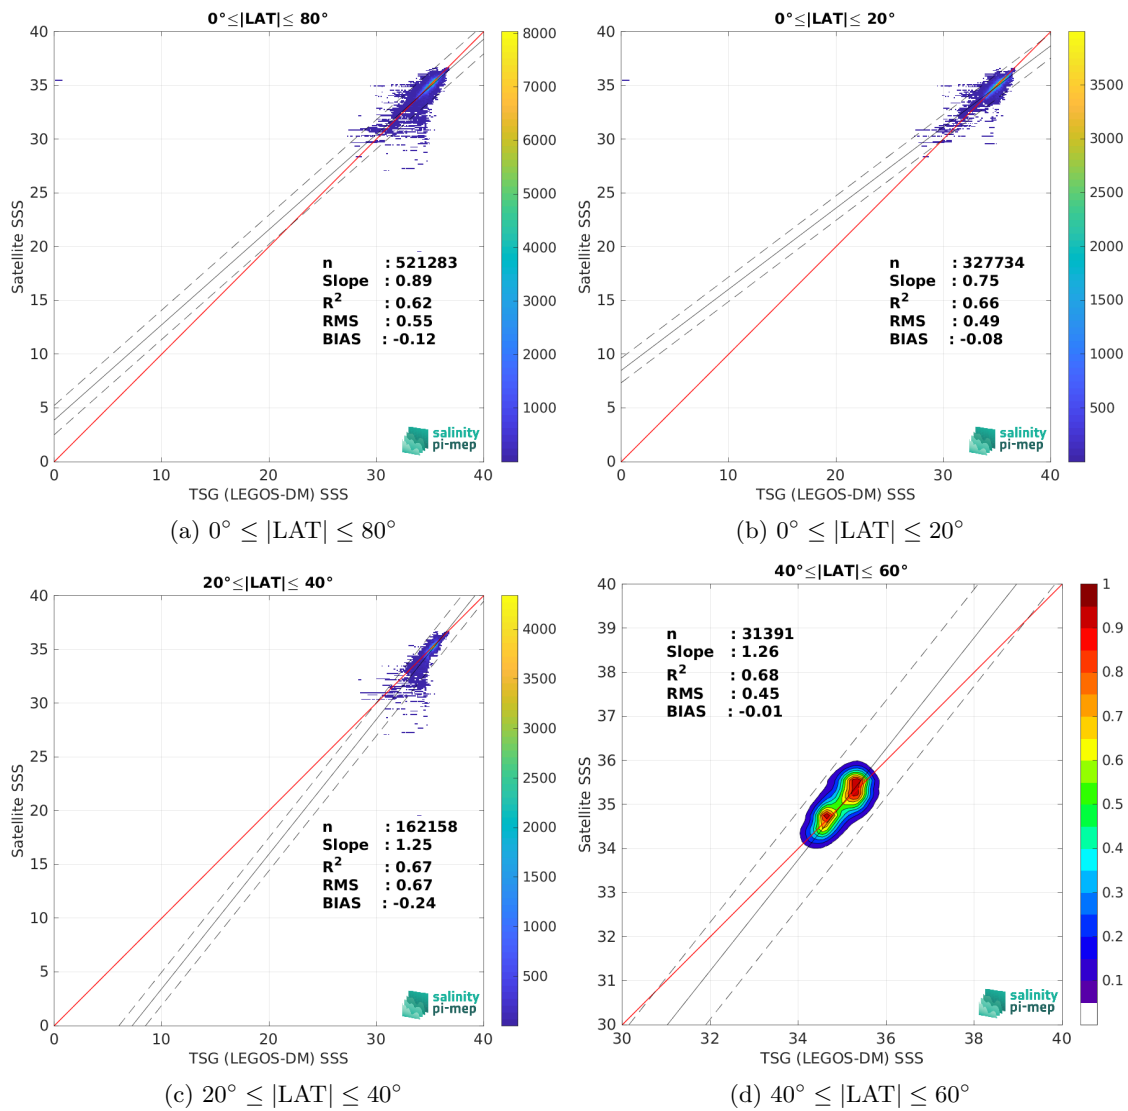 0°≤|LAT|≤ 80°
40
35
30
25
20
15
10
5
0
Satellite SSS
n : 521283
Slope : 0.89
R² : 0.62
RMS : 0.55
BIAS : -0.12
salinity
pi-mep
0 10 20 30 40
TSG (LEGOS-DM) SSS
8000
7000
6000
5000
4000
3000
2000
1000
(a) 0° ≤ |LAT| ≤ 80°
0°≤|LAT|≤ 20°
40
35
30
25
20
15
10
5
0
Satellite SSS
n : 327734
Slope : 0.75
R² : 0.66
RMS : 0.49
BIAS : -0.08
salinity
pi-mep
0 10 20 30 40
TSG (LEGOS-DM) SSS
3500
3000
2500
2000
1500
1000
500
(b) 0° ≤ |LAT| ≤ 20°
20°≤|LAT|≤ 40°
40
35
30
25
20
15
10
5
0
Satellite SSS
n : 162158
Slope : 1.25
R² : 0.67
RMS : 0.67
BIAS : -0.24
salinity
pi-mep
0 10 20 30 40
TSG (LEGOS-DM) SSS
4000
3500
3000
2500
2000
1500
1000
500
(c) 20° ≤ |LAT| ≤ 40°
40°≤|LAT|≤ 60°
40
39
38
37
36
35
34
33
32
31
30
Satellite SSS
n : 31391
Slope : 1.26
R² : 0.68
RMS : 0.45
BIAS : -0.01
salinity
pi-mep
30 32 34 36 38 40
TSG (LEGOS-DM) SSS
1
0.9
0.8
0.7
0.6
0.5
0.4
0.3
0.2
0.1
(d) 40° ≤ |LAT| ≤ 60°